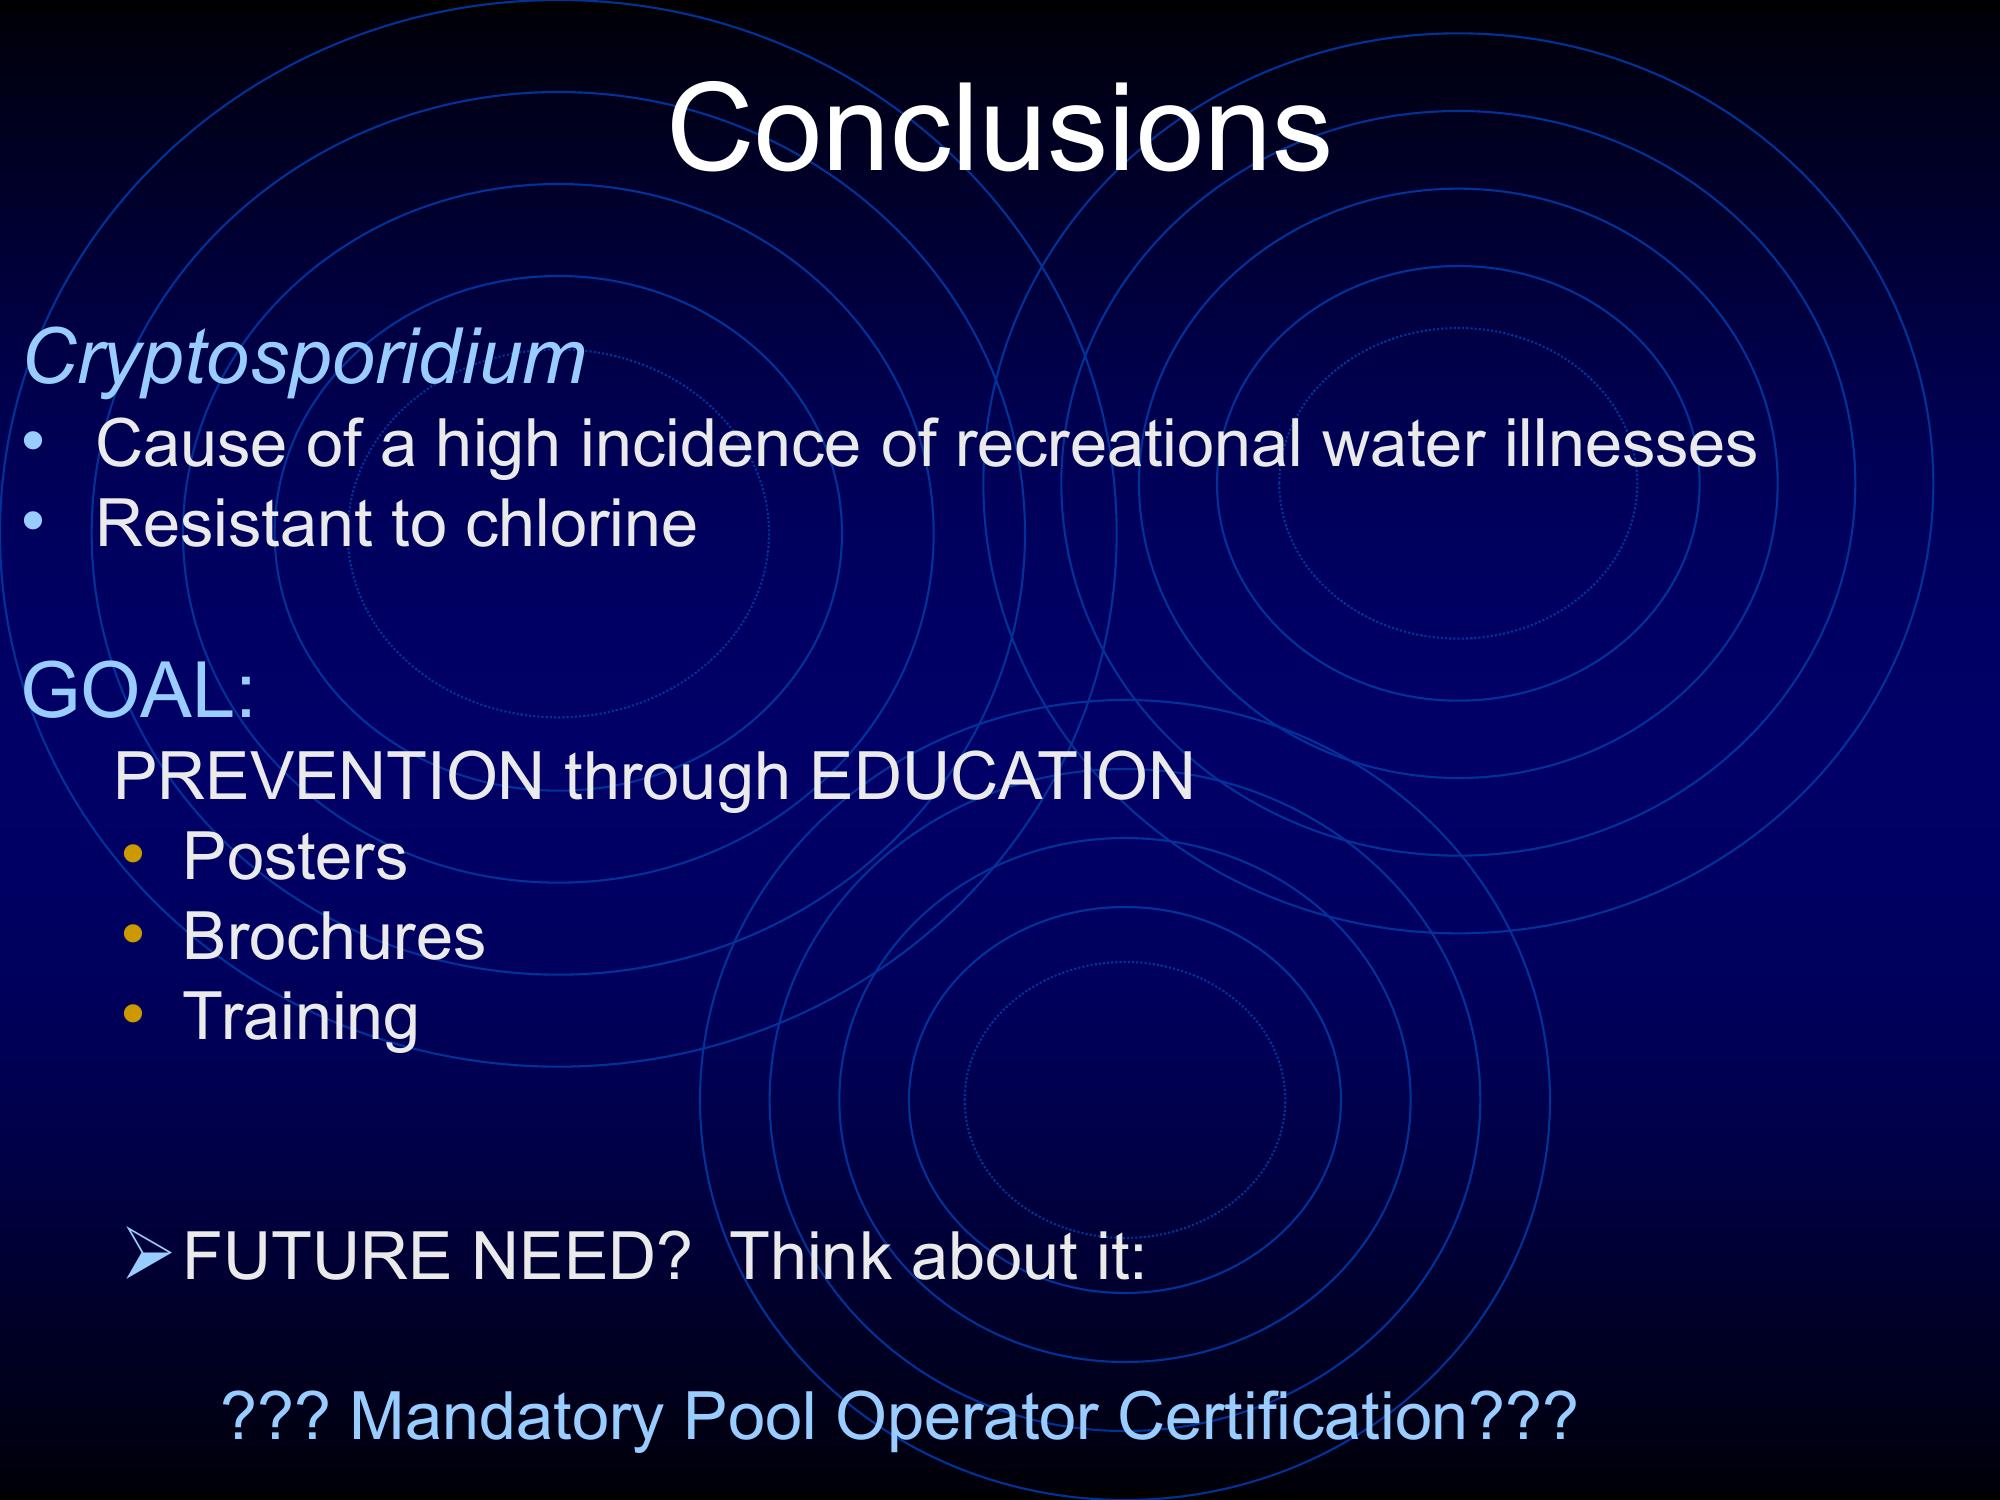 Conclusions
Cryptosporidium
• Cause of a high incidence of recreational water illnesses
• Resistant to chlorine
GOAL:
PREVENTION through EDUCATION
• Posters
• Brochures
• Training
➢FUTURE NEED?  Think about it:
??? Mandatory Pool Operator Certification???